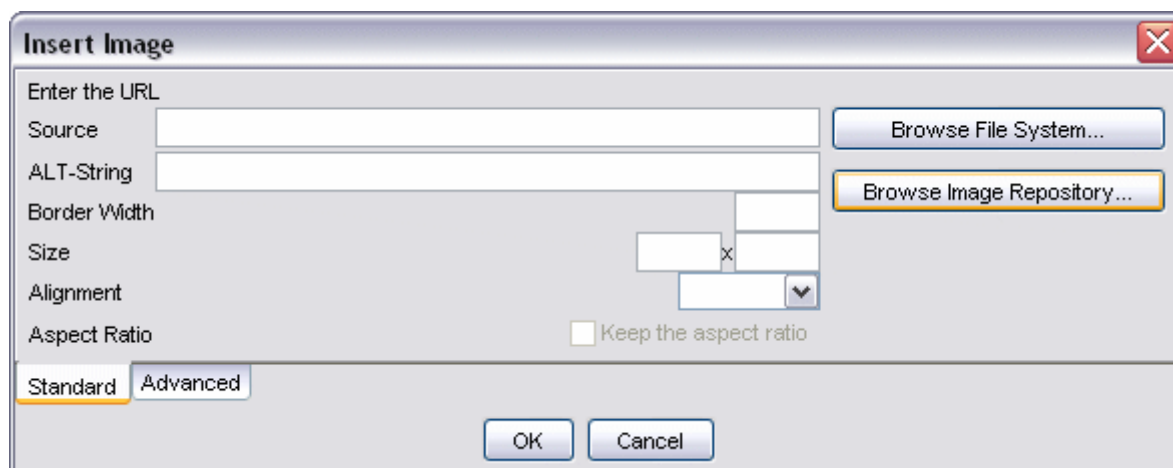 Insert Image
Enter the URL
Source Browse File System...
ALT-String Browse Image Repository...
Border Width
Size x
Alignment
Aspect Ratio Keep the aspect ratio
Standard Advanced
OK Cancel